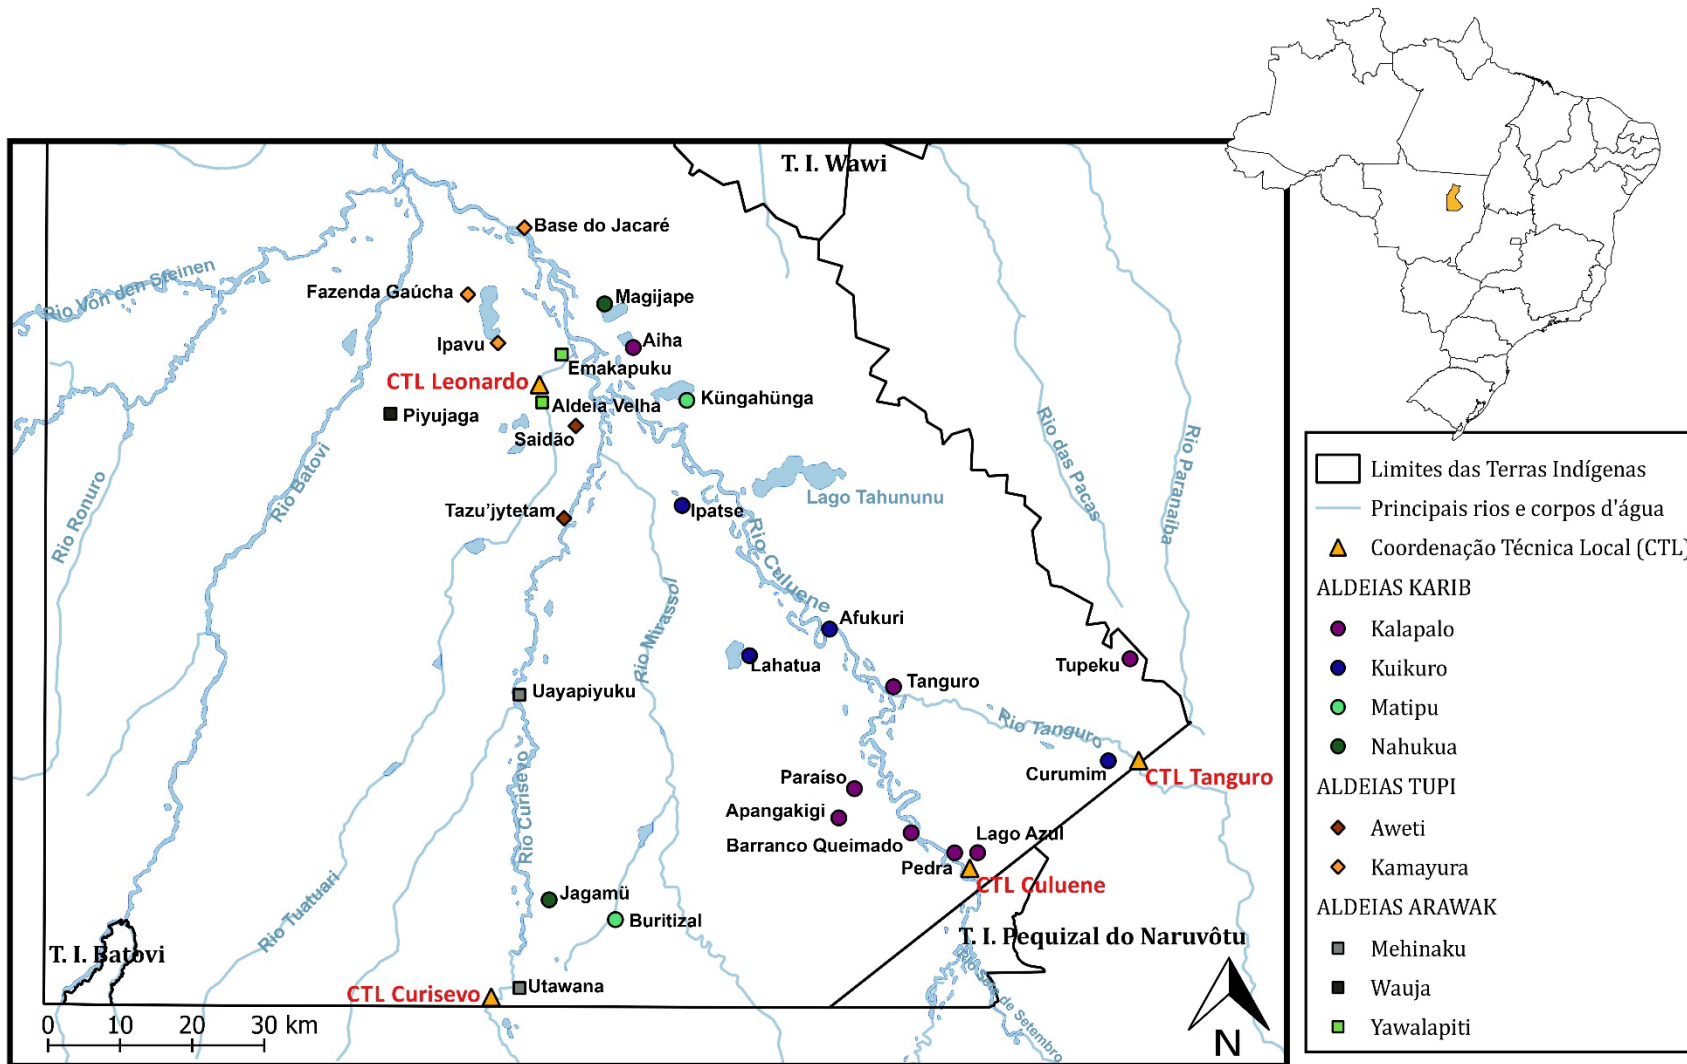 T. I. Wawi
Base do Jacaré
Rio Von den Steinen
Fazenda Gaúcha
Magijape
Ipavu
Aiha
Emakapuku
CTL Leonardo
Küngahünga
Aldeia Velha
Piyujaga
Saidão
Rio das Pacas
Rio Paranaíba
Rio Ronuro
Rio Batovi
Lago Tahununu
Tazu'jytetam
Ipatse
Rio Culuene
Rio Mirassol
Afukuri
Lahatua
Tupeku
Tanguro
Uayapiyuku
Rio Tanguro
Curumim
CTL Tanguro
Paraíso
Apangakigi
Rio Curisevo
Barranco Queimado
Lago Azul
Pedra
CTL Culuene
Rio Tuatuari
Jagamü
Buritizal
T. I. Pequizal do Naruvôtu
T. I. Batovi
Rio Sete de Setembro
Utawana
CTL Curisevo
0 10 20 30 km
N
Limites das Terras Indígenas
Principais rios e corpos d'água
Coordenação Técnica Local (CTL)
ALDEIAS KARIB
Kalapalo
Kuikuro
Matipu
Nahukua
ALDEIAS TUPI
Aweti
Kamayura
ALDEIAS ARAWAK
Mehinaku
Wauja
Yawalapiti